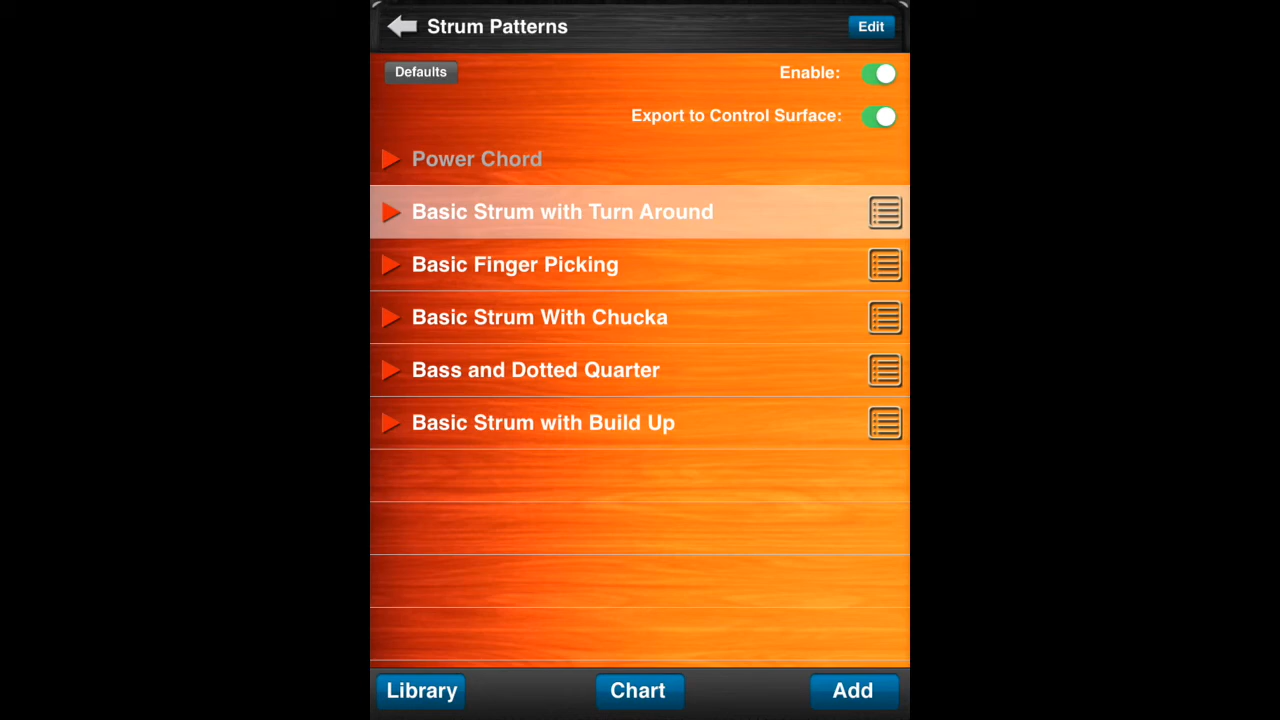 Strum Patterns
Edit
Defaults
Enable:
Export to Control Surface:
Power Chord
Basic Strum with Turn Around
Basic Finger Picking
Basic Strum With Chucka
Bass and Dotted Quarter
Basic Strum with Build Up
Library
Chart
Add